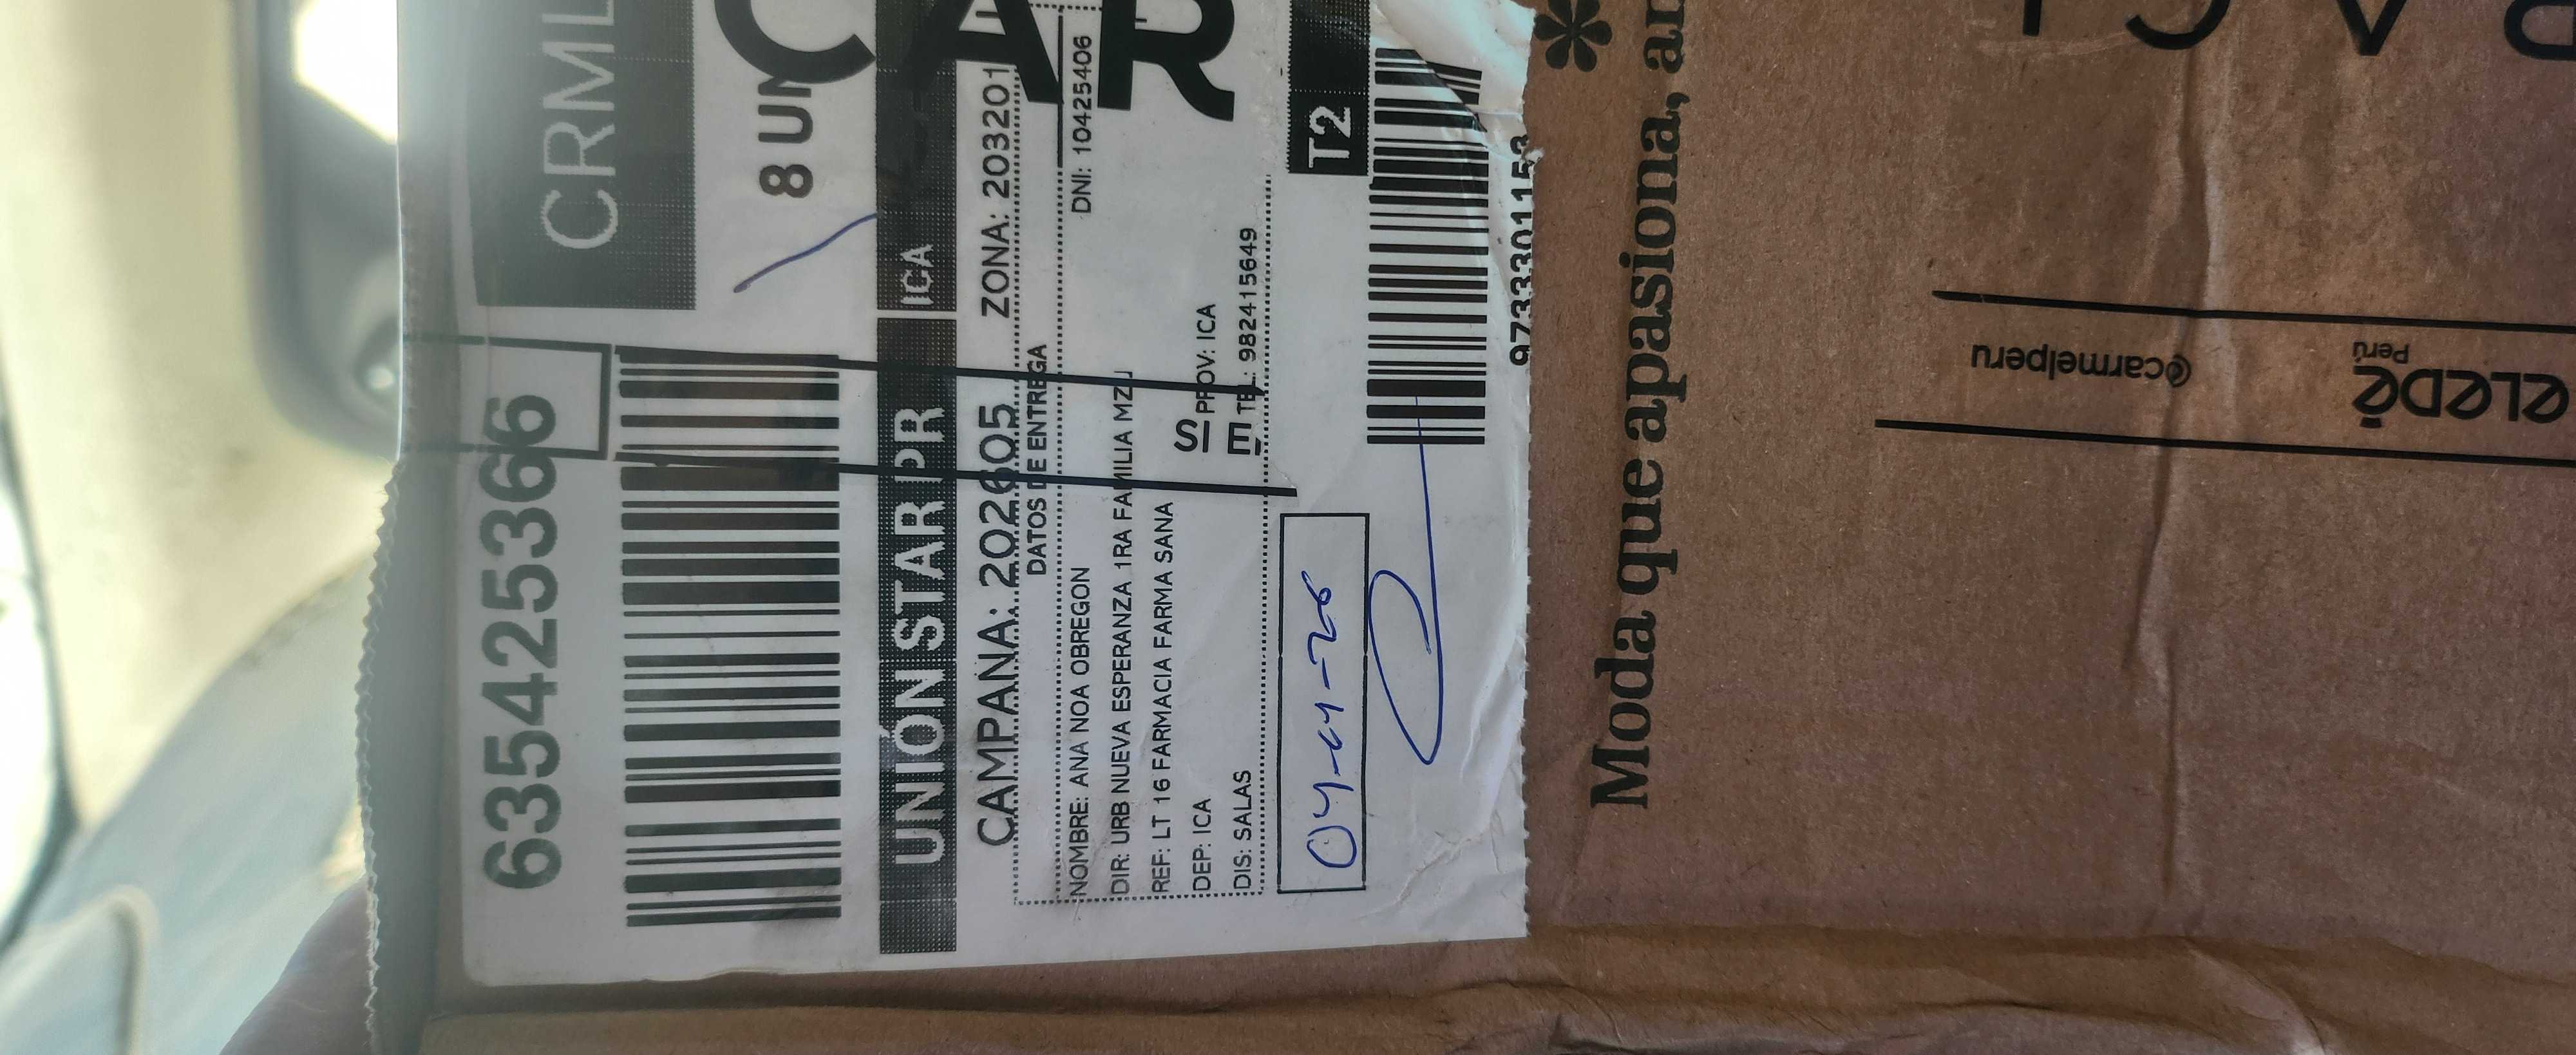 6354253666
CRML
8 UN
UNIÓN STAR PR
ICA
CAMPAÑA: 202605
ZONA: 203201
DATOS DE ENTREGA
NOMBRE: ANA NOA OBREGON
DNI: 10425406
DIR: URB NUEVA ESPERANZA 1RA FAMILIA MZ J
REF: LT 16 FARMACIA FARMA SANA
DEP: ICA
PROV: ICA
DIS: SALAS
TEL: 982415649
SI
CAR
T2
04-04-26
Moda que apasiona,
@carmelperu
eLeDé
Perú